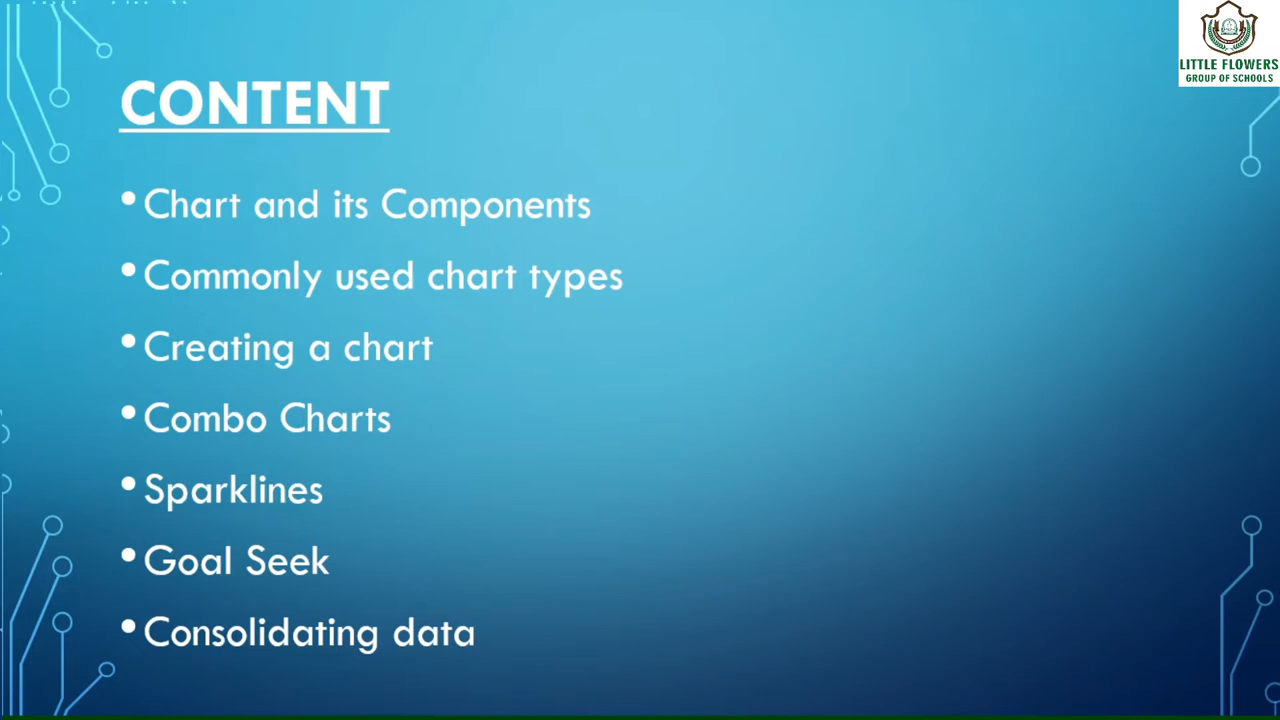 LITTLE FLOWERS
GROUP OF SCHOOLS
CONTENT
• Chart and its Components
• Commonly used chart types
• Creating a chart
• Combo Charts
• Sparklines
• Goal Seek
• Consolidating data